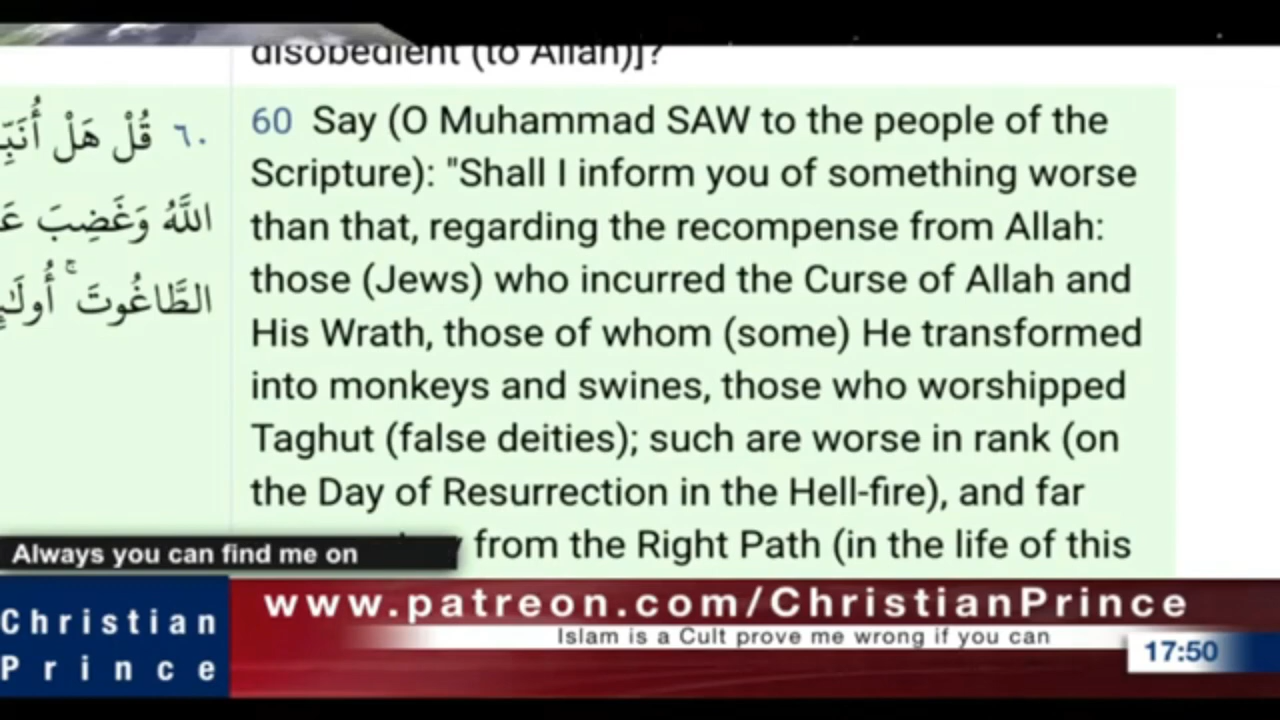 disobedient (to Allah)]?
٦٠ قُلْ هَلْ
اللَّهُ وَغَضِبَ
الطَّاغُوتَ ۚ
60 Say (O Muhammad SAW to the people of the
Scripture): "Shall I inform you of something worse
than that, regarding the recompense from Allah:
those (Jews) who incurred the Curse of Allah and
His Wrath, those of whom (some) He transformed
into monkeys and swines, those who worshipped
Taghut (false deities); such are worse in rank (on
the Day of Resurrection in the Hell-fire), and far
from the Right Path (in the life of this
Always you can find me on
Christian
Prince
www.patreon.com/ChristianPrince
Islam is a Cult prove me wrong if you can
17:50